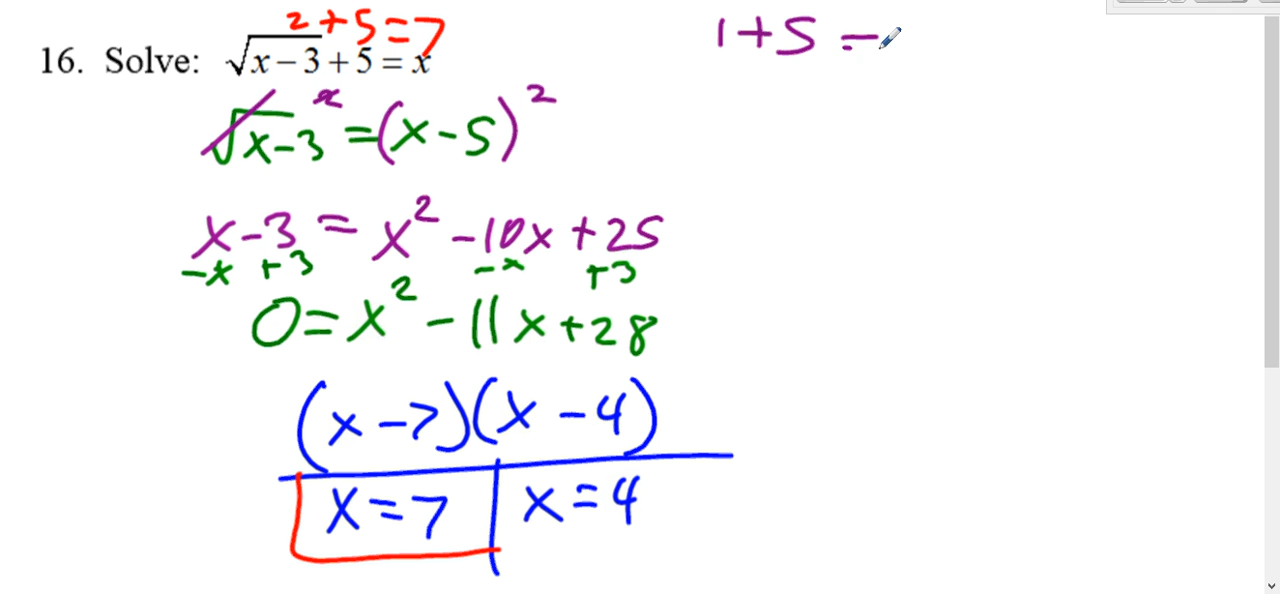 2+5=7
1+5=
16. Solve: √x−3+5=x
√x-3² =(x-5)²
x-3 = x² -10x +25
-x +3 -x +3
0=x² -11x+28
(x-7)(x-4)
x=7 x=4